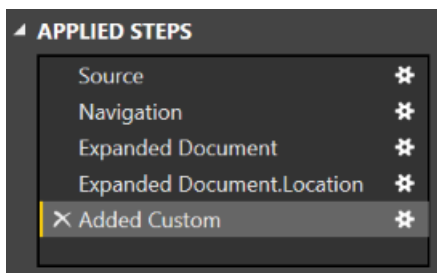 APPLIED STEPS
Source
Navigation
Expanded Document
Expanded Document.Location
Added Custom